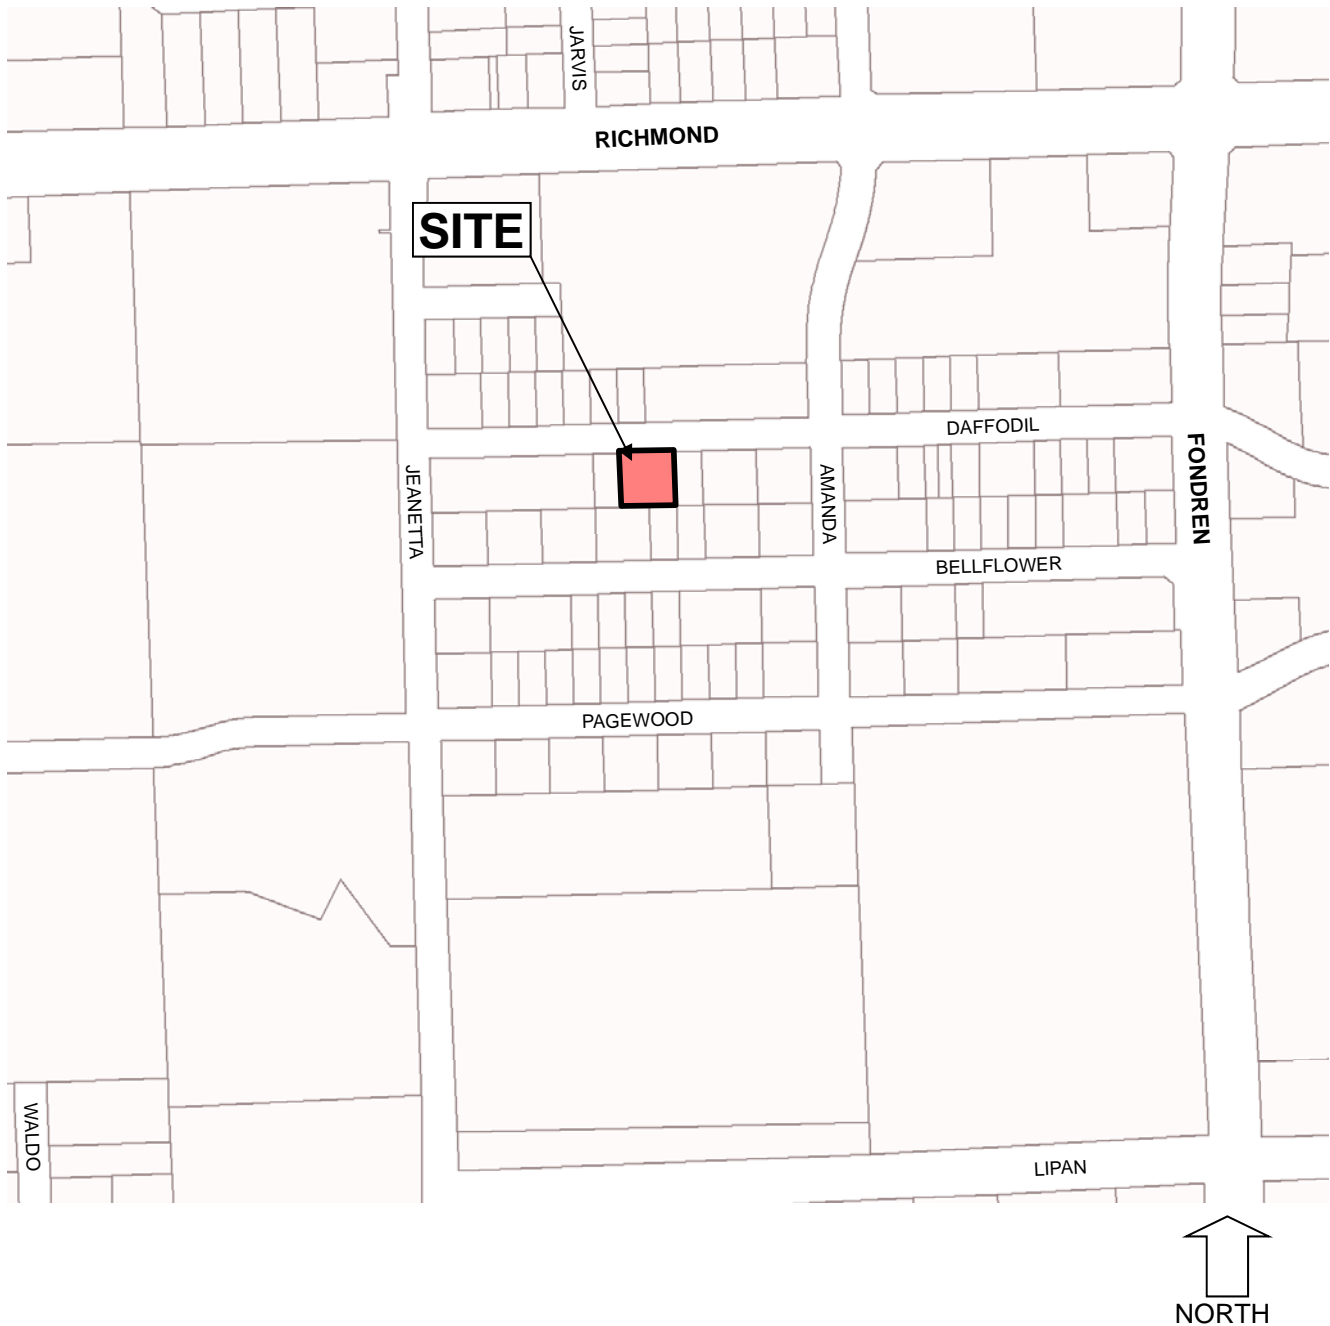 JARVIS
RICHMOND
SITE
DAFFODIL
JEANETTA
AMANDA
FONDREN
BELLFLOWER
PAGEWOOD
WALDO
LIPAN
NORTH